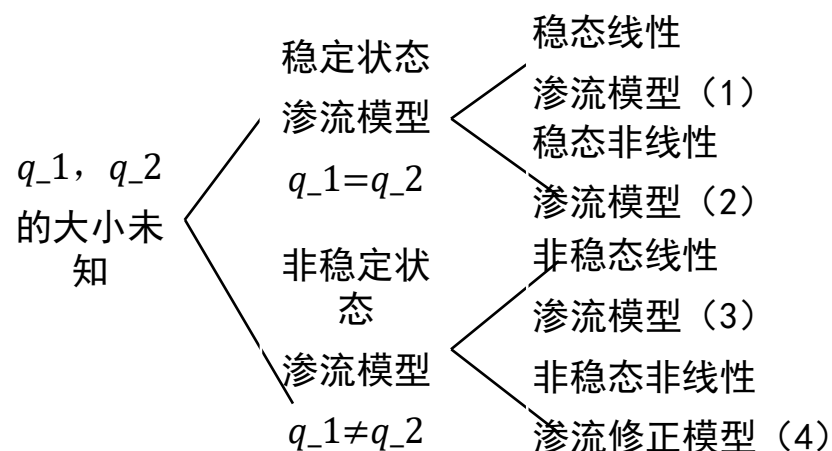 q_1，q_2
的大小未
知
稳定状态
渗流模型
q_1=q_2
非稳定状
态
渗流模型
q_1≠q_2
稳态线性
渗流模型（1）
稳态非线性
渗流模型（2）
非稳态线性
渗流模型（3）
非稳态非线性
渗流修正模型（4）